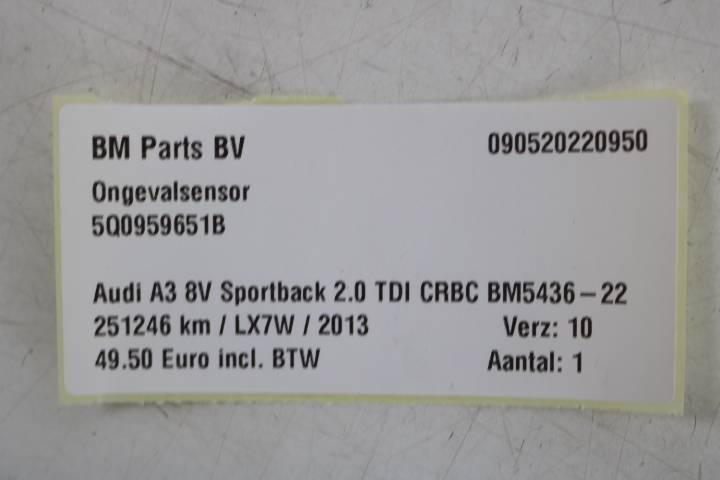 BM Parts BV 090520220950
Ongevalsensor
5Q0959651B
Audi A3 8V Sportback 2.0 TDI CRBC BM5436-22
251246 km / LX7W / 2013 Verz: 10
49.50 Euro incl. BTW Aantal: 1